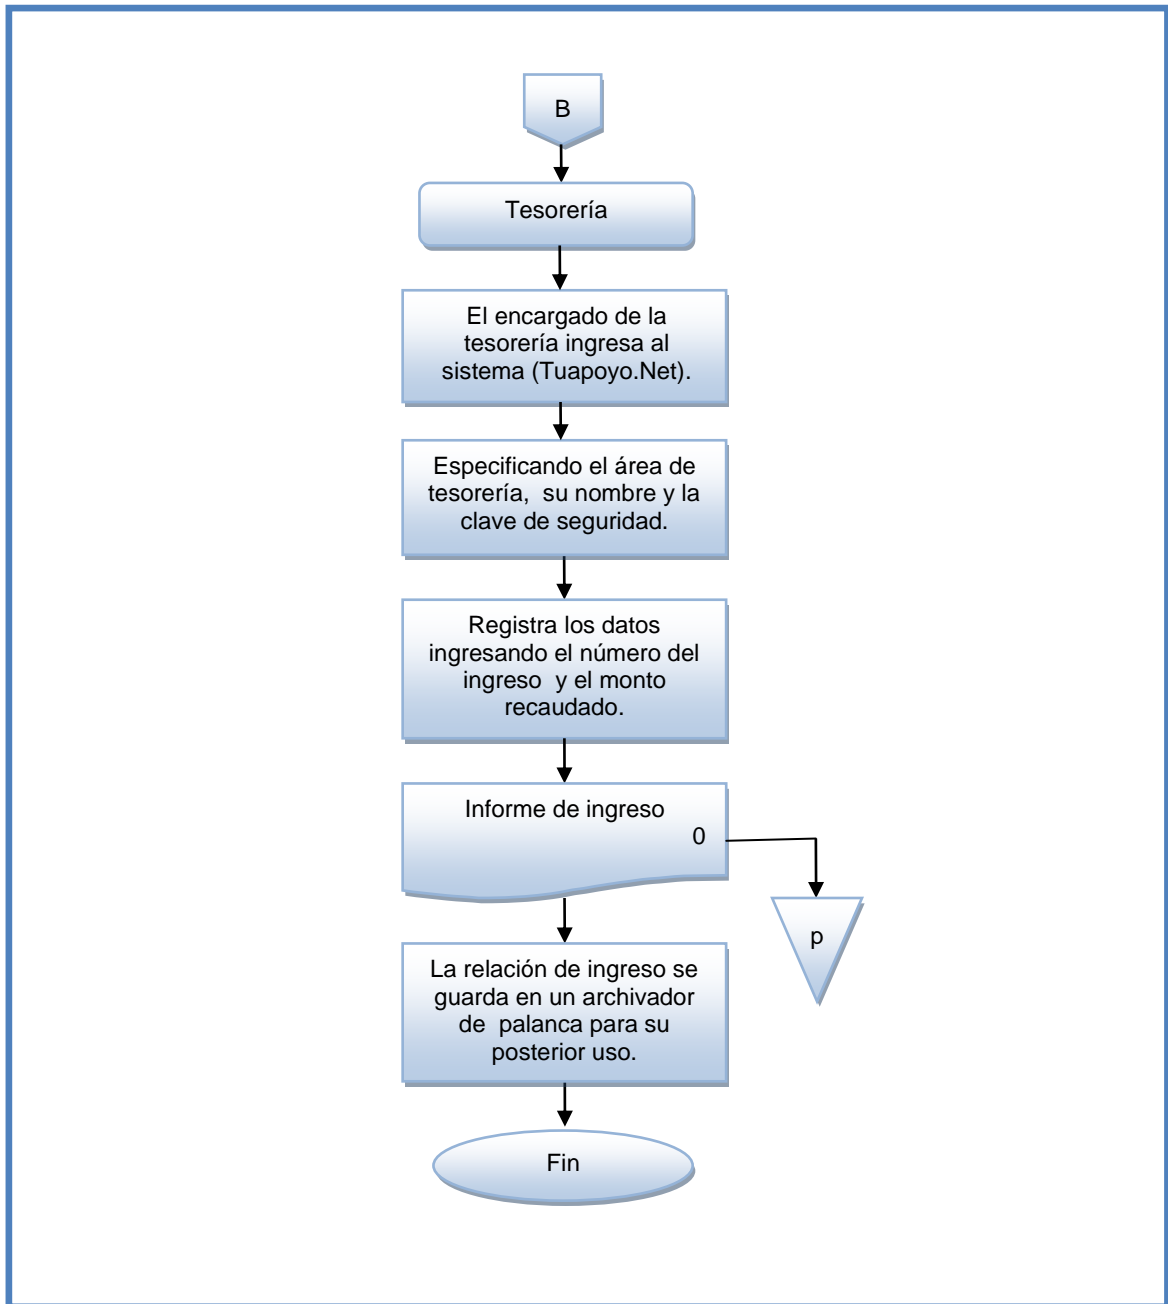 B
Tesorería
El encargado de la
tesorería ingresa al
sistema (Tuapoyo.Net).
Especificando el área de
tesorería,  su nombre y la
clave de seguridad.
Registra los datos
ingresando el número del
ingreso  y el monto
recaudado.
Informe de ingreso
0
p
La relación de ingreso se
guarda en un archivador
de  palanca para su
posterior uso.
Fin